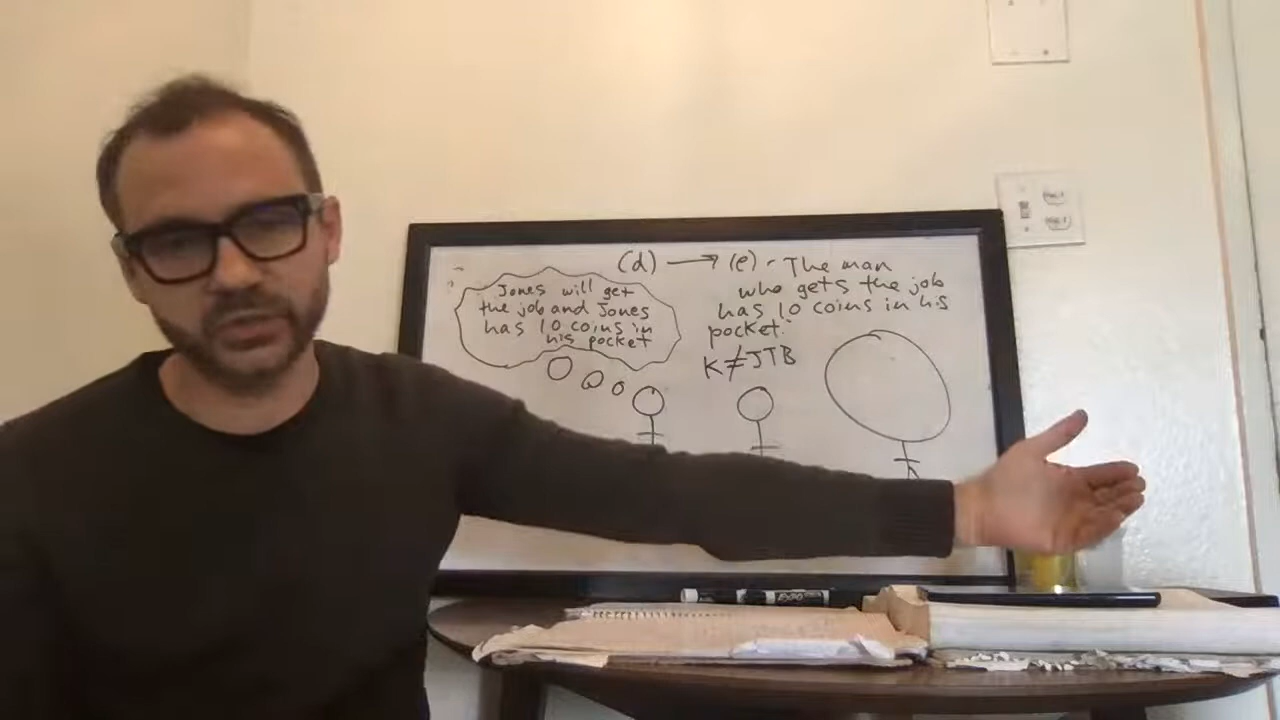 (d) → (e) - The man
who gets the job
has 10 coins in his
pocket.
Jones will get
the job and Jones
has 10 coins in
his pocket
K≠JTB
EXPO